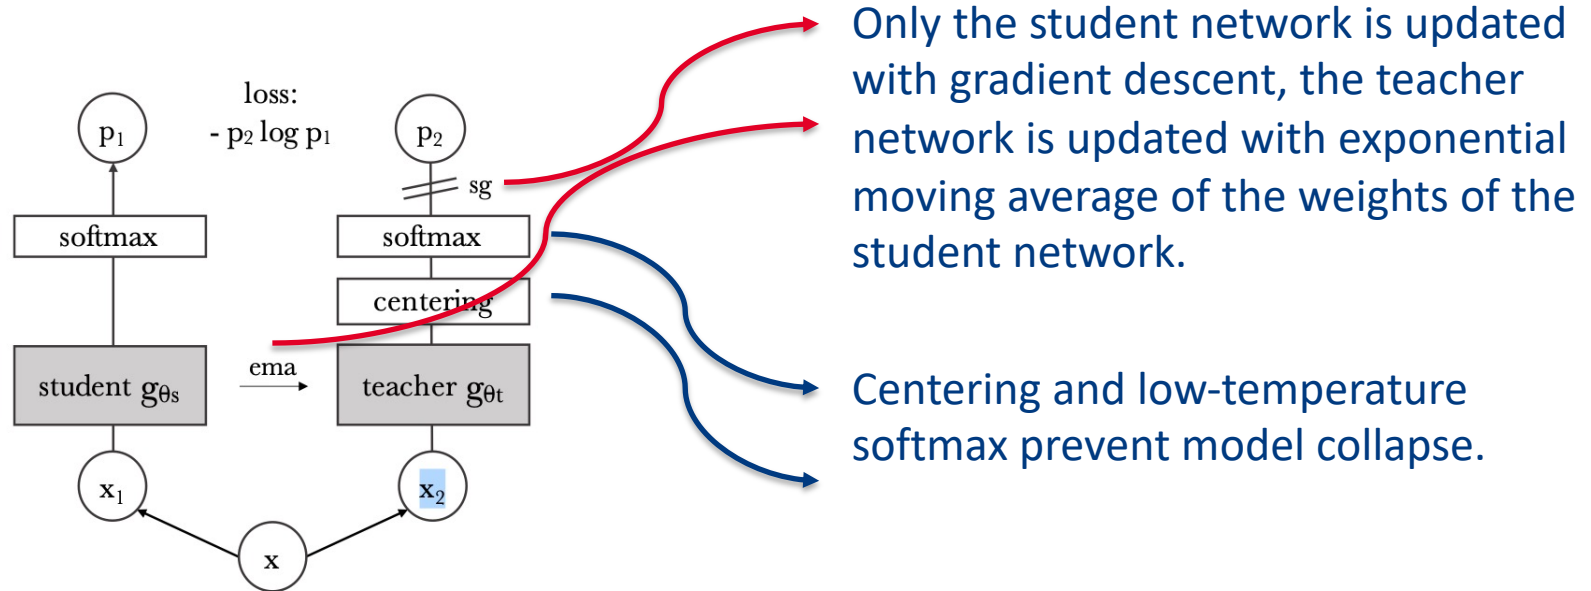 loss:
- p₂ log p₁
p₁
p₂
sg
softmax
softmax
centering
student gθs
ema
teacher gθt
x₁
x₂
x
Only the student network is updated
with gradient descent, the teacher
network is updated with exponential
moving average of the weights of the
student network.
Centering and low-temperature
softmax prevent model collapse.